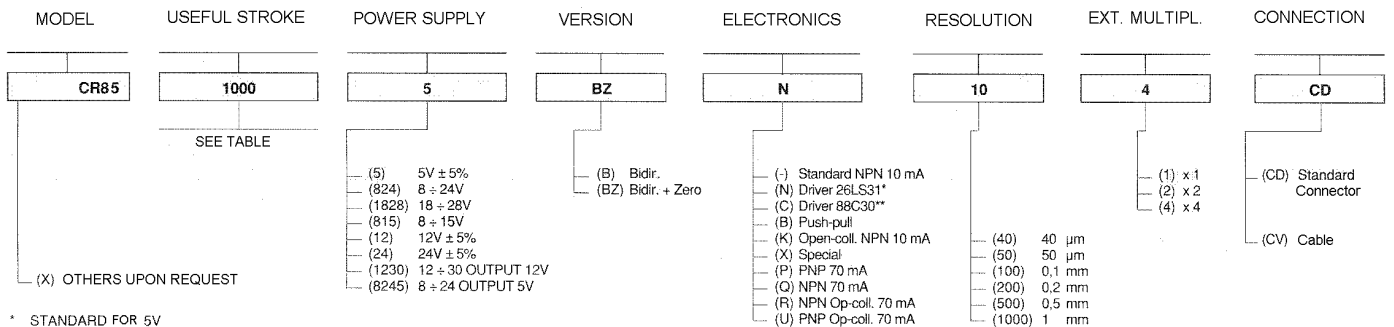 MODEL USEFUL STROKE POWER SUPPLY VERSION ELECTRONICS RESOLUTION EXT. MULTIPL. CONNECTION
CR85 1000 5 BZ N 10 4 CD
SEE TABLE
(X) OTHERS UPON REQUEST
(5) 5V ± 5%
(824) 8 ÷ 24V
(1828) 18 ÷ 28V
(815) 8 ÷ 15V
(12) 12V ± 5%
(24) 24V ± 5%
(1230) 12 ÷ 30 OUTPUT 12V
(8245) 8 ÷ 24 OUTPUT 5V
(B) Bidir.
(BZ) Bidir. + Zero
(-) Standard NPN 10 mA
(N) Driver 26LS31*
(C) Driver 88C30**
(B) Push-pull
(K) Open-coll. NPN 10 mA
(X) Special
(P) PNP 70 mA
(Q) NPN 70 mA
(R) NPN Op-coll. 70 mA
(U) PNP Op-coll. 70 mA
(40) 40 µm
(50) 50 µm
(100) 0,1 mm
(200) 0,2 mm
(500) 0,5 mm
(1000) 1 mm
(1) x 1
(2) x 2
(4) x 4
(CD) Standard
Connector
(CV) Cable
* STANDARD FOR 5V